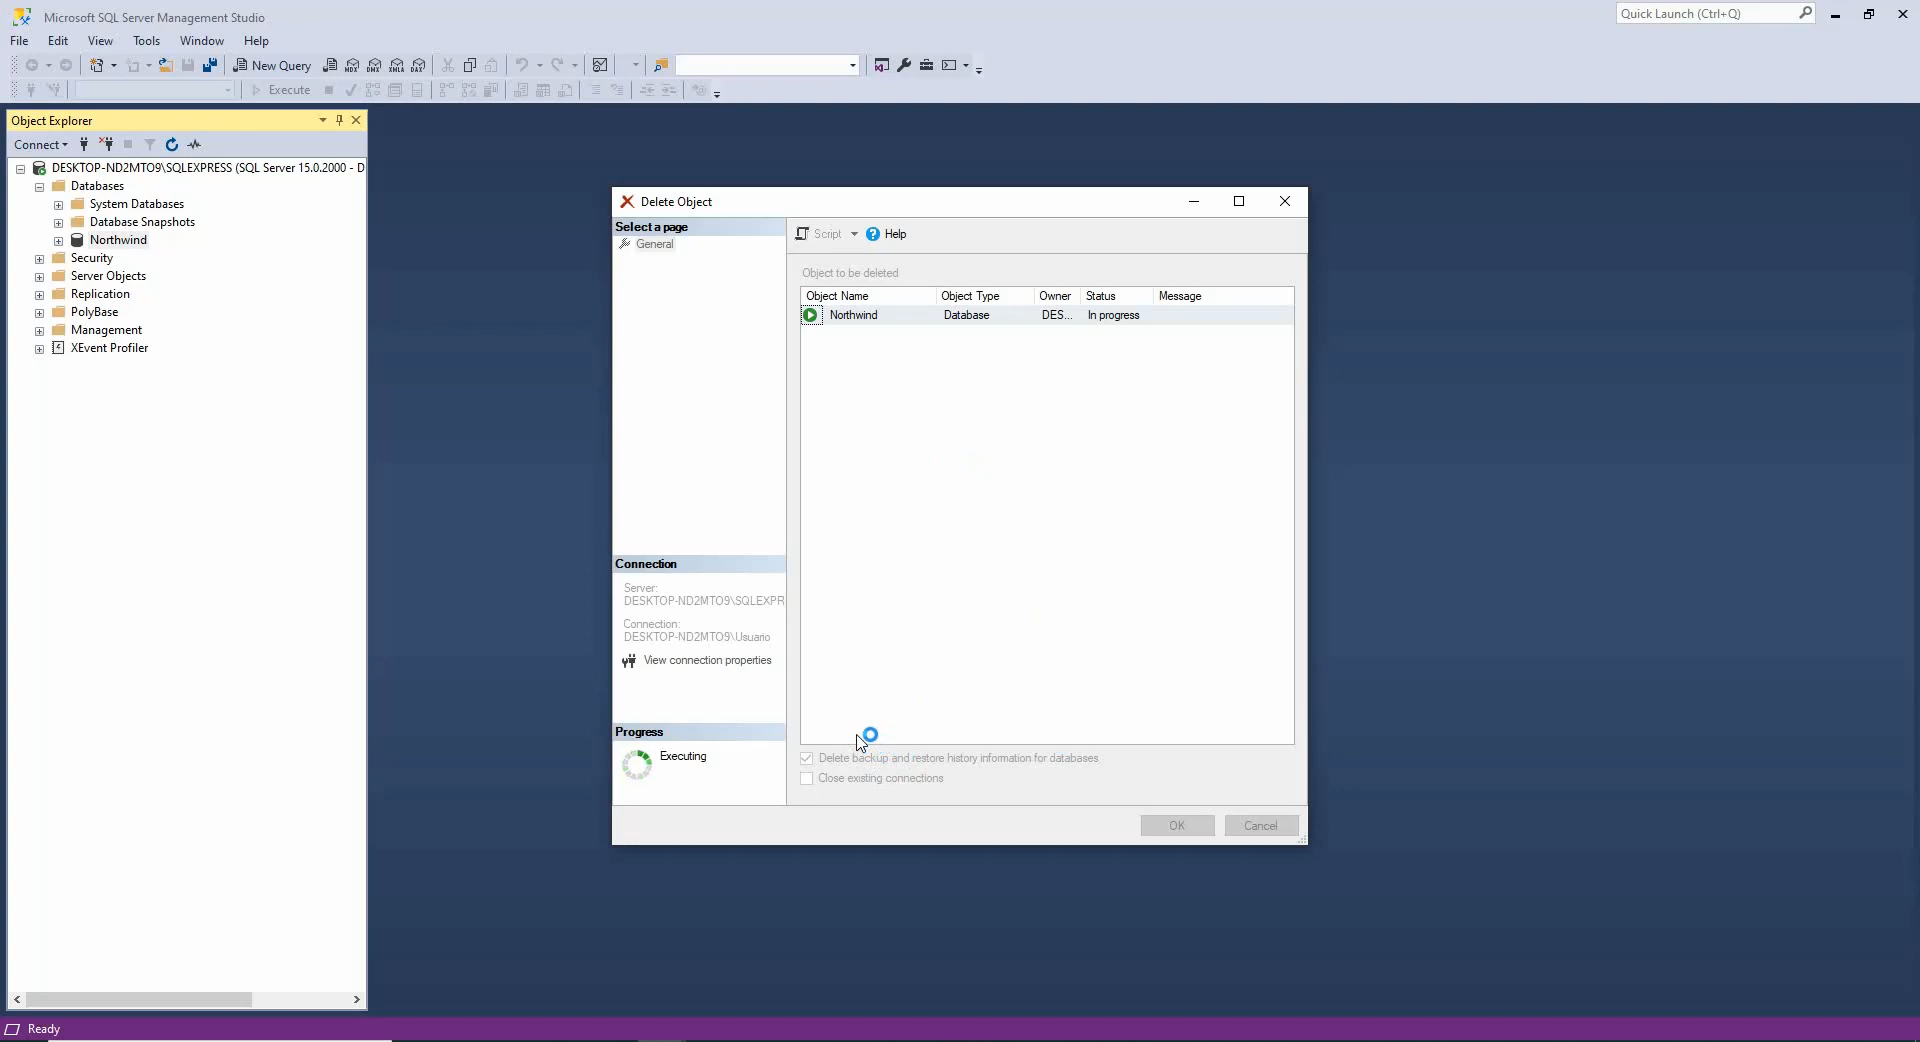 Microsoft SQL Server Management Studio
Quick Launch (Ctrl+Q)
File Edit View Tools Window Help
New Query
MDX DMX XMLA DAX
Execute
Object Explorer
Connect
DESKTOP-ND2MTO9\SQLEXPRESS (SQL Server 15.0.2000 - D
Databases
System Databases
Database Snapshots
Northwind
Security
Server Objects
Replication
PolyBase
Management
XEvent Profiler
Delete Object
Select a page
General
Script Help
Object to be deleted
Object Name Object Type Owner Status Message
Northwind Database DES... In progress
Connection
Server:
DESKTOP-ND2MTO9\SQLEXPR
Connection:
DESKTOP-ND2MTO9\Usuario
View connection properties
Progress
Executing
Delete backup and restore history information for databases
Close existing connections
OK Cancel
Ready